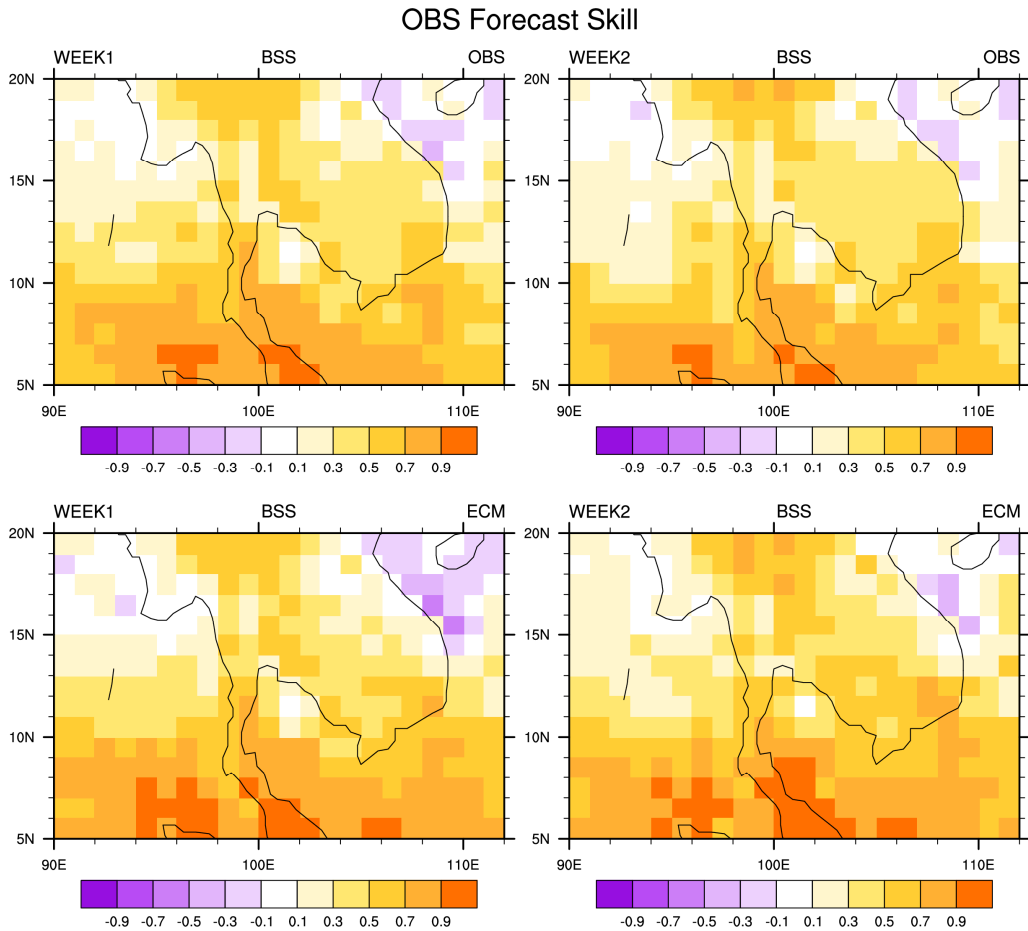 OBS Forecast Skill
WEEK1 BSS OBS
WEEK2 BSS OBS
20N
15N
10N
5N
90E 100E 110E
20N
15N
10N
5N
90E 100E 110E
-0.9 -0.7 -0.5 -0.3 -0.1 0.1 0.3 0.5 0.7 0.9
-0.9 -0.7 -0.5 -0.3 -0.1 0.1 0.3 0.5 0.7 0.9
WEEK1 BSS ECM
WEEK2 BSS ECM
20N
15N
10N
5N
90E 100E 110E
20N
15N
10N
5N
90E 100E 110E
-0.9 -0.7 -0.5 -0.3 -0.1 0.1 0.3 0.5 0.7 0.9
-0.9 -0.7 -0.5 -0.3 -0.1 0.1 0.3 0.5 0.7 0.9